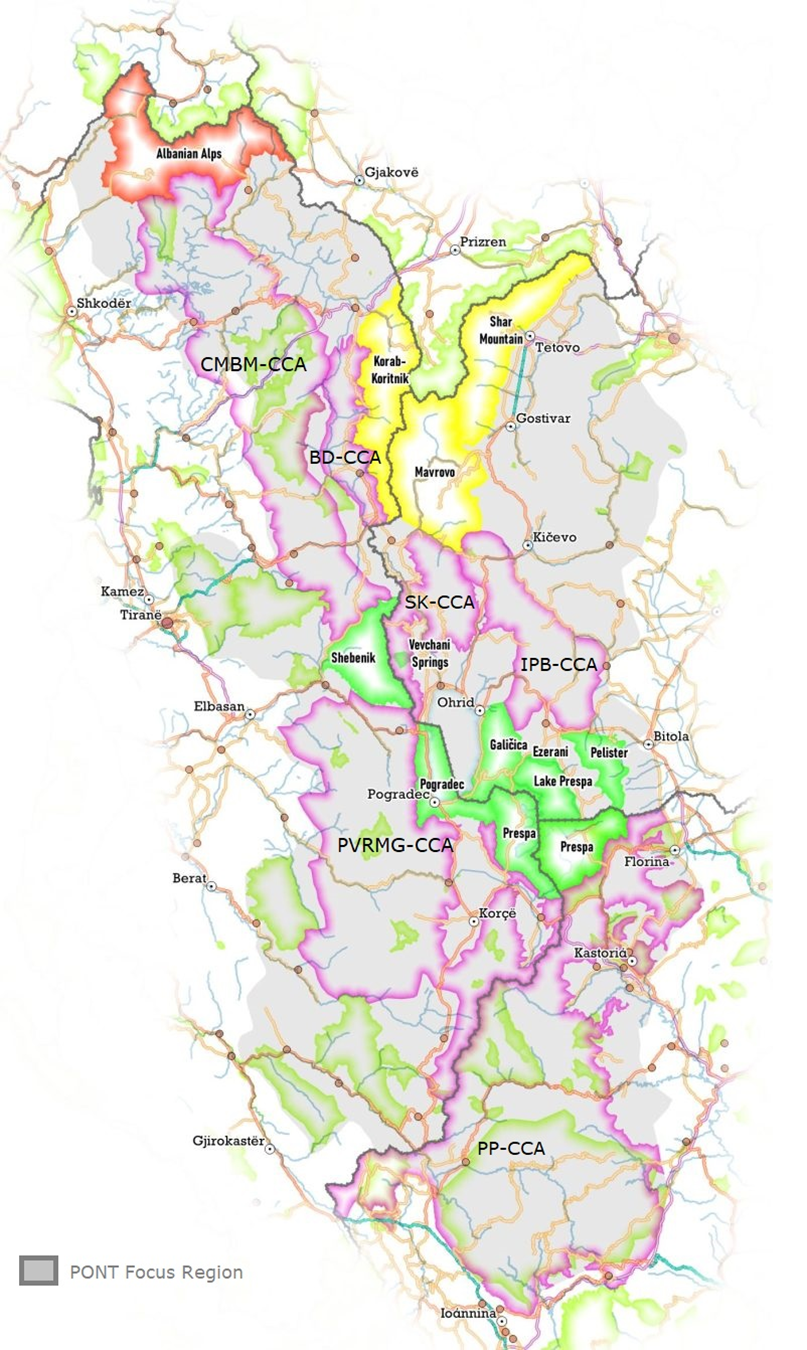 Albanian Alps
Gjakovë
Prizren
Shkodër
Shar
Mountain
Tetovo
Korab-
Koritnik
CMBM-CCA
Gostivar
BD-CCA
Mavrovo
Kičevo
Kamez
Tiranë
SK-CCA
Vevchani
Springs
Shebenik
IPB-CCA
Elbasan
Ohrid
Bitola
Galičica
Ezerani
Pelister
Lake Prespa
Pogradec
Pogradec
Prespa
Prespa
PVRMG-CCA
Florina
Berat
Korçë
Kastoriá
Gjirokastër
PP-CCA
PONT Focus Region
Ioánnina